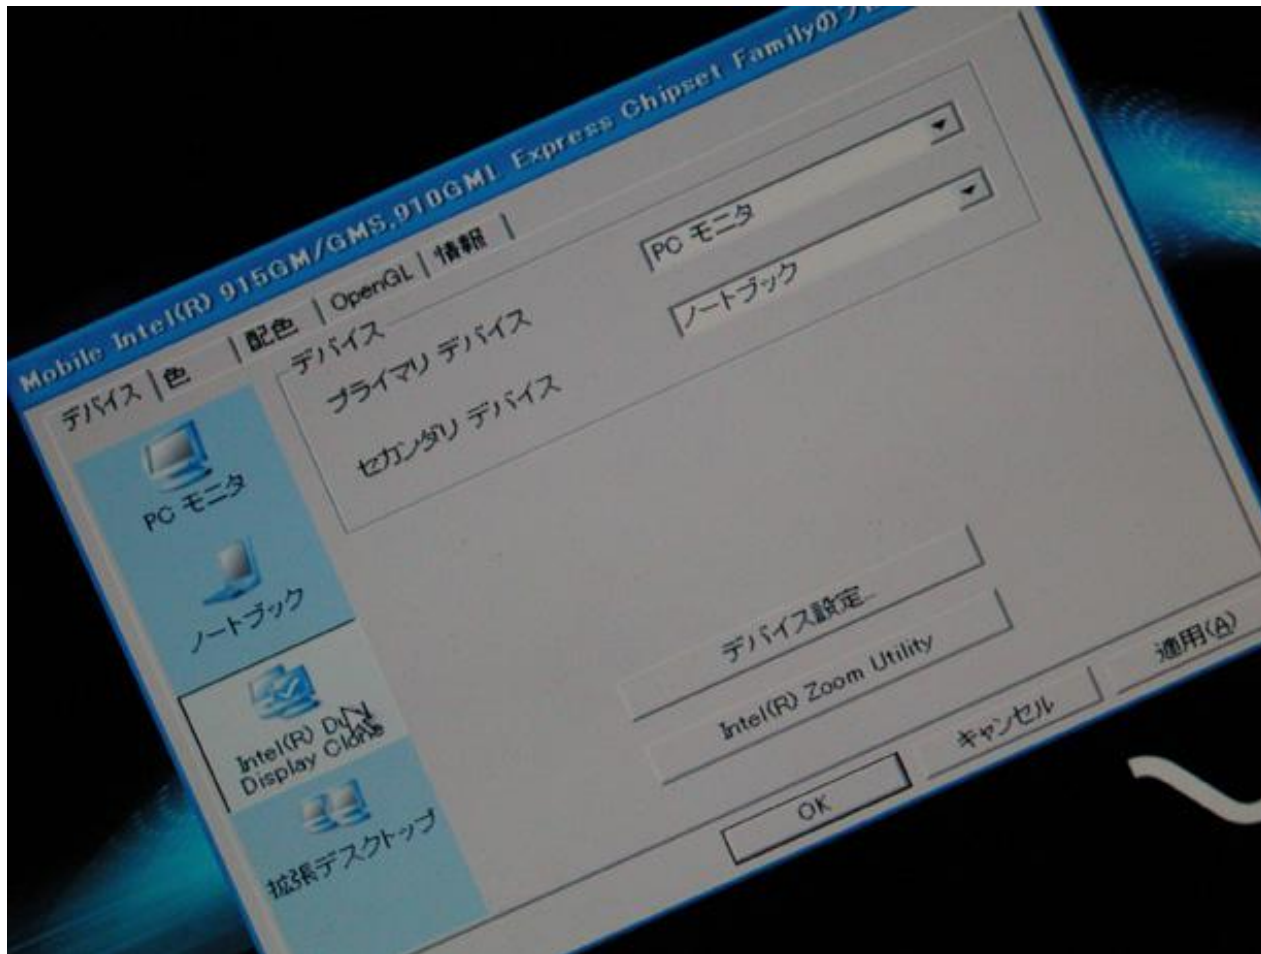 Mobile Intel(R) 915GM/GMS,910GML Express Chipset Familyのプロ
デバイス
色
配色
OpenGL
情報
PC モニタ
ノートブック
Intel(R) Dual
Display Clone
拡張デスクトップ
デバイス
プライマリ デバイス
PC モニタ
セカンダリ デバイス
ノートブック
デバイス設定...
Intel(R) Zoom Utility
OK
キャンセル
適用(A)